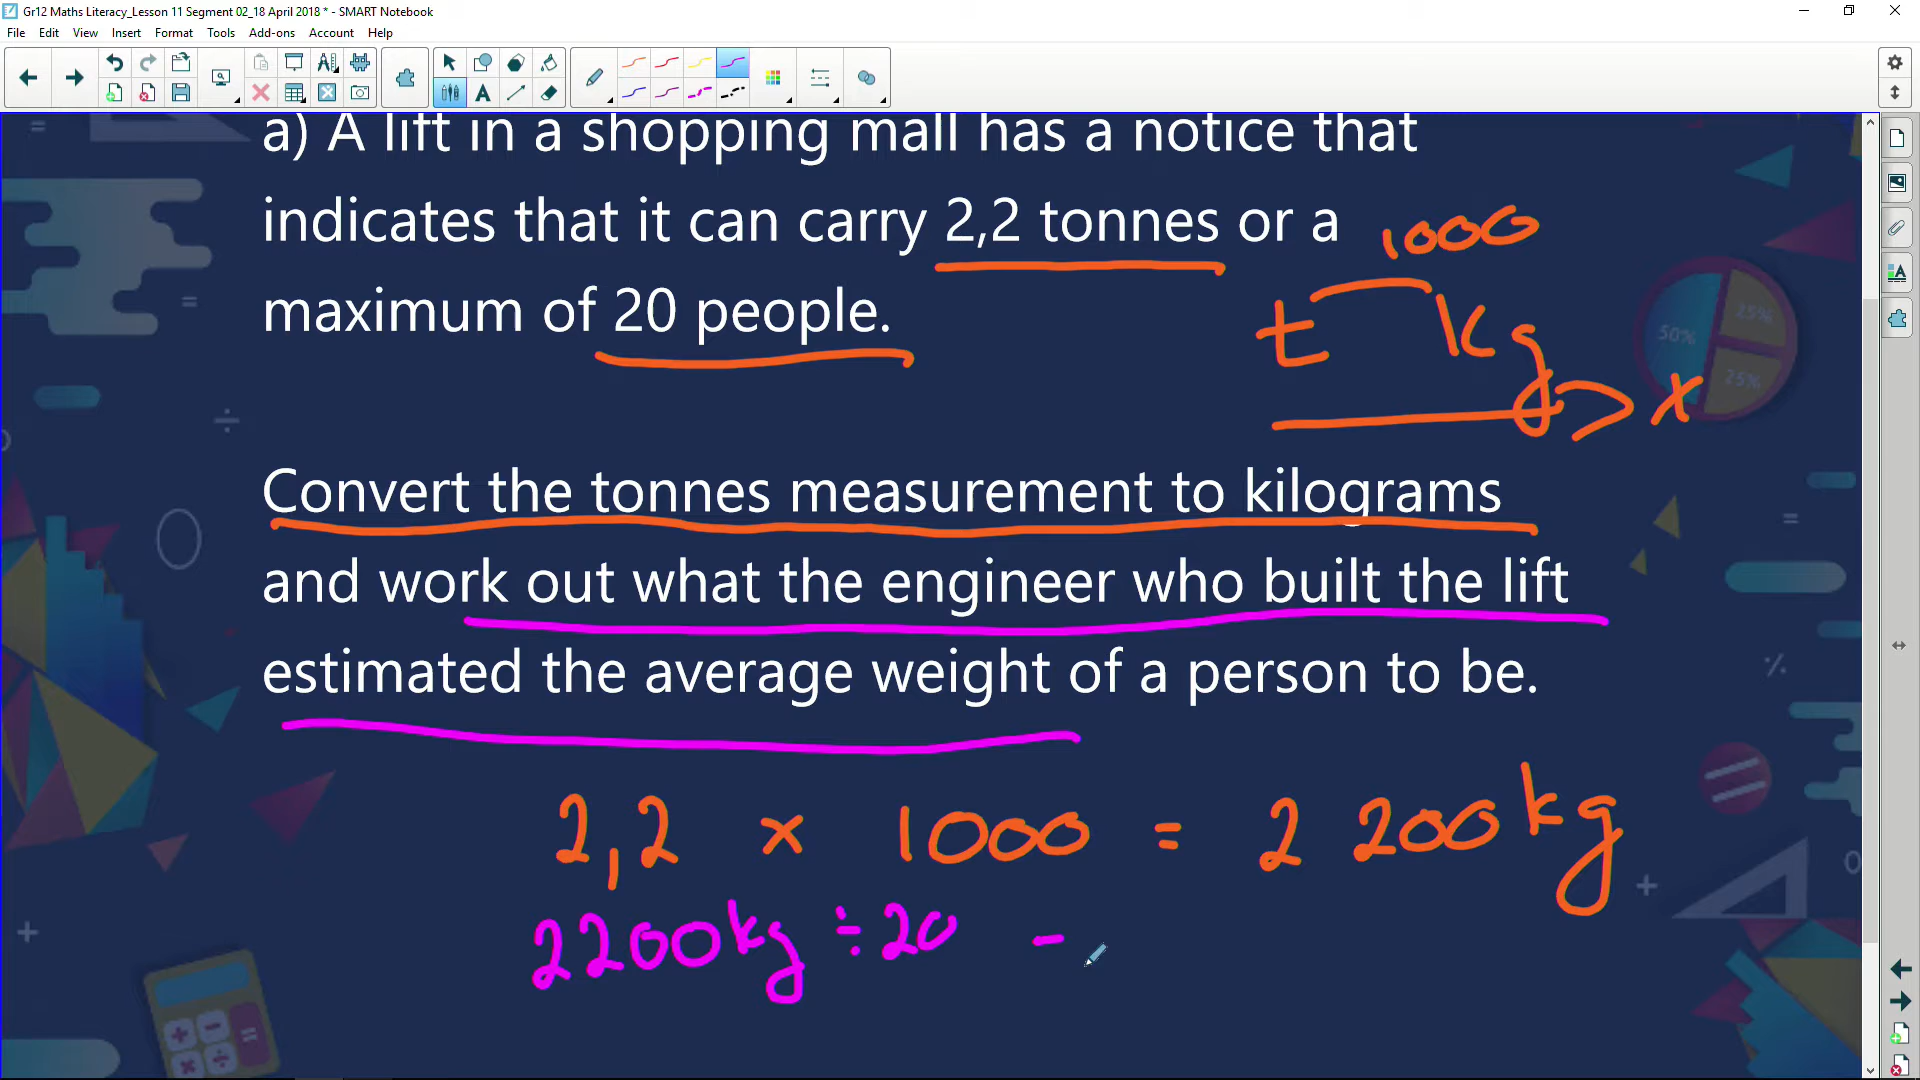 Gr12 Maths Literacy_Lesson 11 Segment 02_18 April 2018 * - SMART Notebook
File Edit View Insert Format Tools Add-ons Account Help
a) A lift in a shopping mall has a notice that
indicates that it can carry 2,2 tonnes or a
1000
maximum of 20 people.
t kg
x
50% 25%
25%
Convert the tonnes measurement to kilograms
and work out what the engineer who built the lift
estimated the average weight of a person to be.
2,2 x 1000 = 2 200kg
2200kg ÷ 20 -